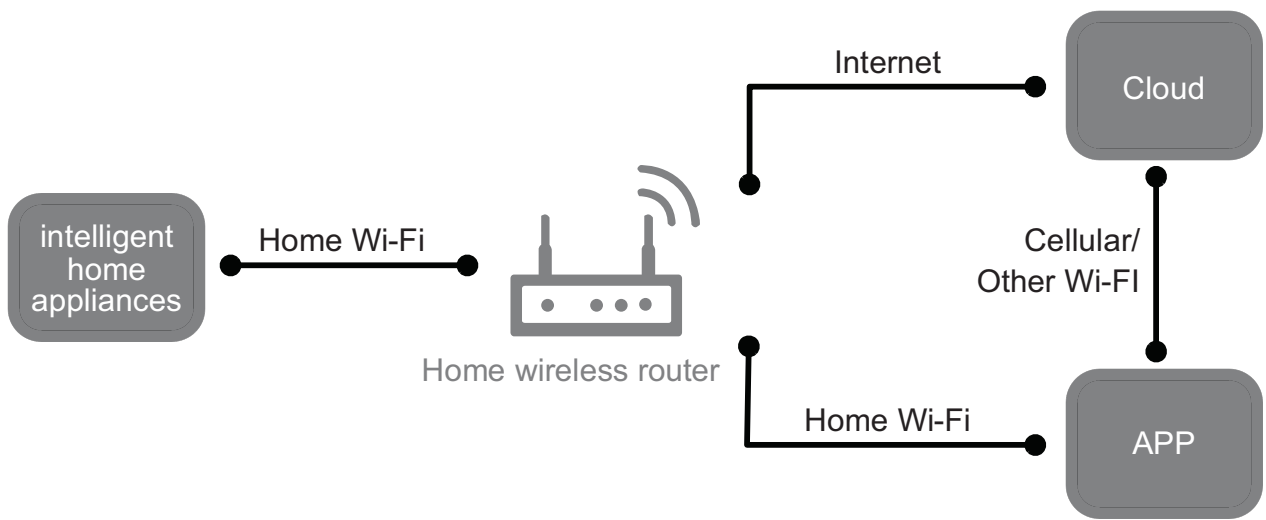 Internet
Cloud
intelligent
home
appliances
Home Wi-Fi
Cellular/
Other Wi-FI
Home wireless router
Home Wi-Fi
APP